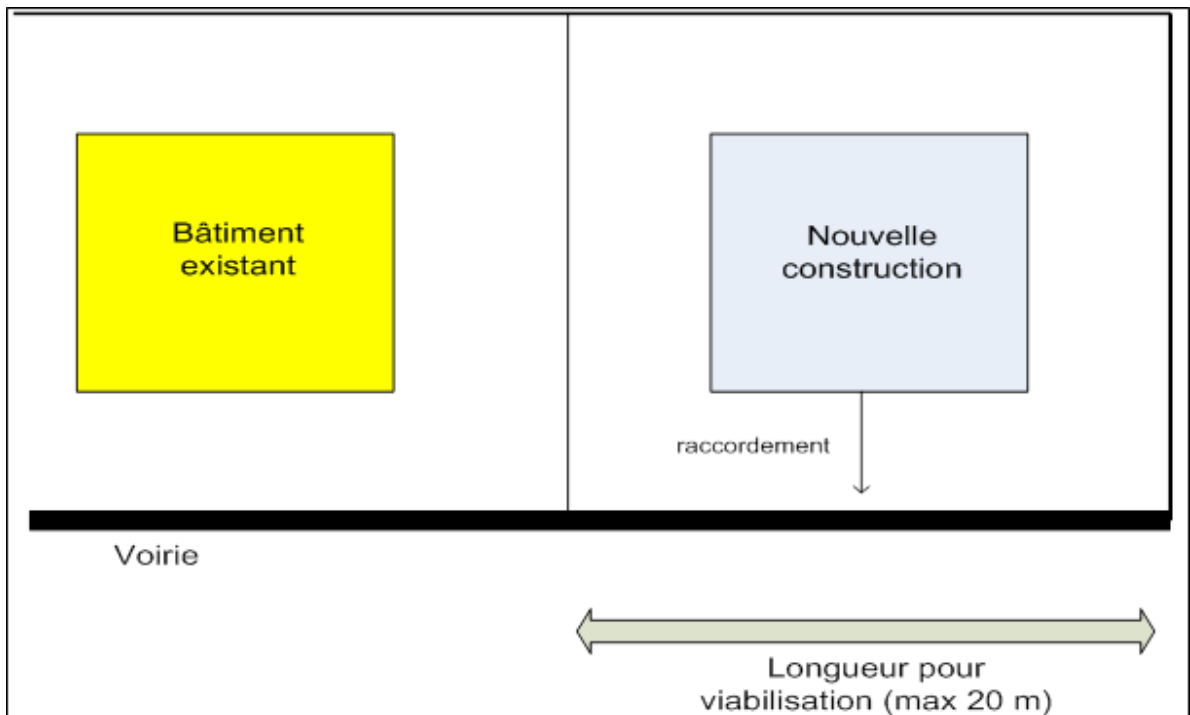 Bâtiment
existant
Nouvelle
construction
raccordement
Voirie
Longueur pour
viabilisation (max 20 m)